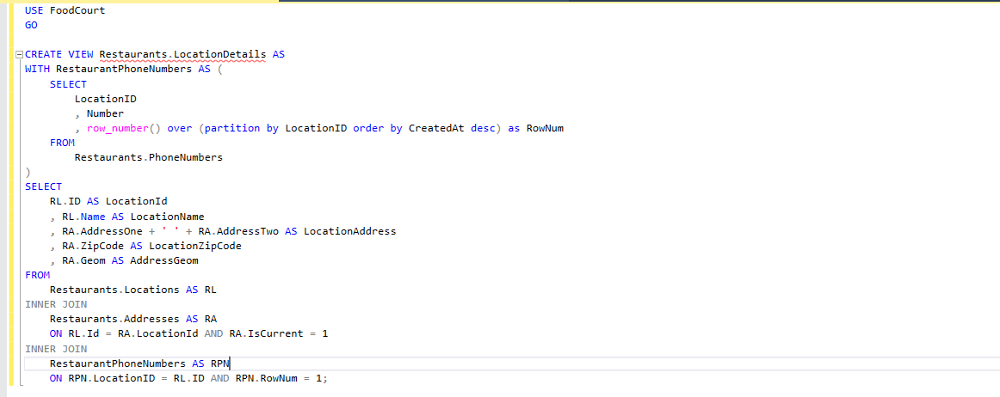 USE FoodCourt
GO
CREATE VIEW Restaurants.LocationDetails AS
WITH RestaurantPhoneNumbers AS (
    SELECT
        LocationID
        , Number
        , row_number() over (partition by LocationID order by CreatedAt desc) as RowNum
    FROM
        Restaurants.PhoneNumbers
)
SELECT
    RL.ID AS LocationId
    , RL.Name AS LocationName
    , RA.AddressOne + ' ' + RA.AddressTwo AS LocationAddress
    , RA.ZipCode AS LocationZipCode
    , RA.Geom AS AddressGeom
FROM
    Restaurants.Locations AS RL
INNER JOIN
    Restaurants.Addresses AS RA
    ON RL.Id = RA.LocationId AND RA.IsCurrent = 1
INNER JOIN
    RestaurantPhoneNumbers AS RPN
    ON RPN.LocationID = RL.ID AND RPN.RowNum = 1;